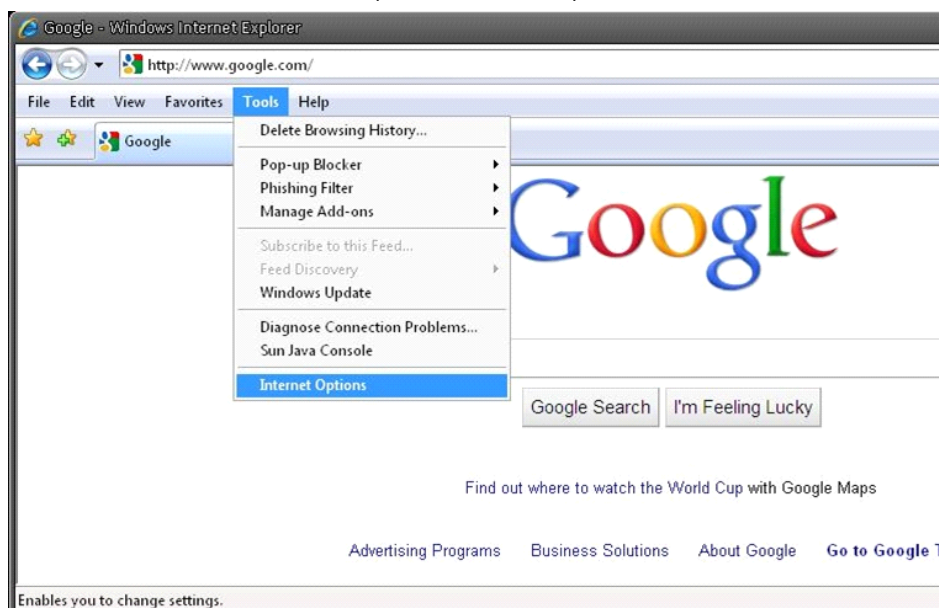 Google - Windows Internet Explorer
http://www.google.com/
File Edit View Favorites Tools Help
Google
Delete Browsing History...
Pop-up Blocker
Phishing Filter
Manage Add-ons
Subscribe to this Feed...
Feed Discovery
Windows Update
Diagnose Connection Problems...
Sun Java Console
Internet Options
Google
Google Search I'm Feeling Lucky
Find out where to watch the World Cup with Google Maps
Advertising Programs Business Solutions About Google Go to Google
Enables you to change settings.